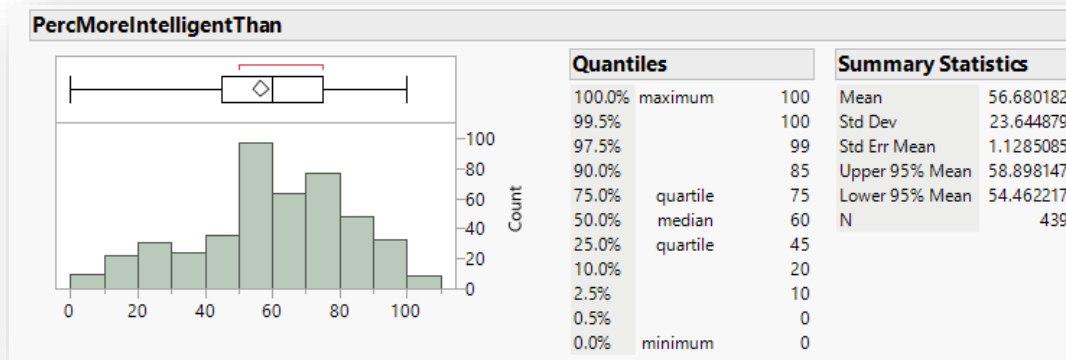 PercMoreIntelligentThan
100
80
60
40
20
0
Count
0 20 40 60 80 100
Quantiles
100.0% maximum 100
99.5% 100
97.5% 99
90.0% 85
75.0% quartile 75
50.0% median 60
25.0% quartile 45
10.0% 20
2.5% 10
0.5% 0
0.0% minimum 0
Summary Statistics
Mean 56.680182
Std Dev 23.644879
Std Err Mean 1.1285085
Upper 95% Mean 58.898147
Lower 95% Mean 54.462217
N 439